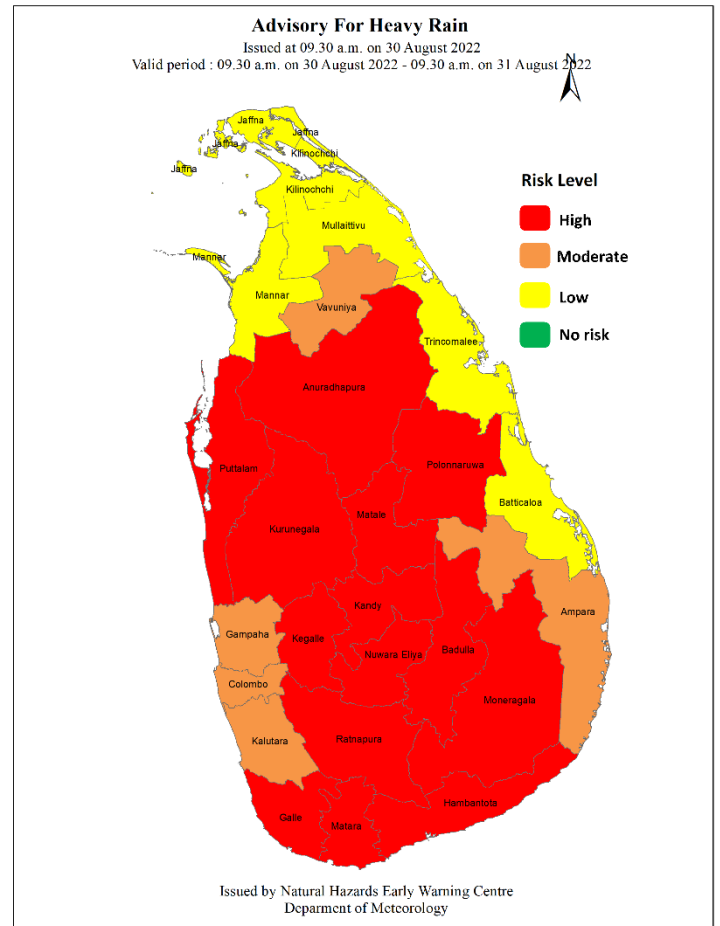 Advisory For Heavy Rain
Issued at 09.30 a.m. on 30 August 2022
Valid period : 09.30 a.m. on 30 August 2022 - 09.30 a.m. on 31 August 2022
N
Jaffna
Jaffna
Jaffna
Kilinochchi
Jaffna
Kilinochchi
Risk Level
High
Mullaittivu
Moderate
Mannar
Mannar
Low
Vavuniya
No risk
Trincomalee
Anuradhapura
Polonnaruwa
Puttalam
Batticaloa
Matale
Kurunegala
Kandy
Ampara
Gampaha
Kegalle
Nuwara Eliya
Badulla
Colombo
Moneragala
Kalutara
Ratnapura
Hambantota
Galle
Matara
Issued by Natural Hazards Early Warning Centre
Deparment of Meteorology